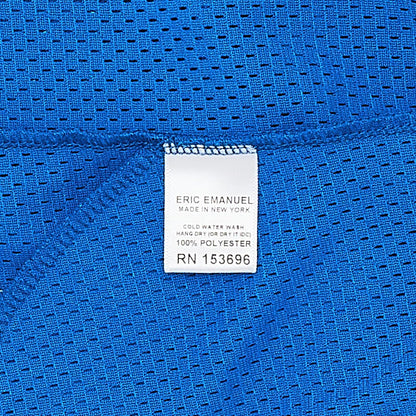 ERIC EMANUEL
MADE IN NEW YORK
COLD WATER WASH
HANG DRY (OR DRY IT IDC)
100% POLYESTER
RN 153696